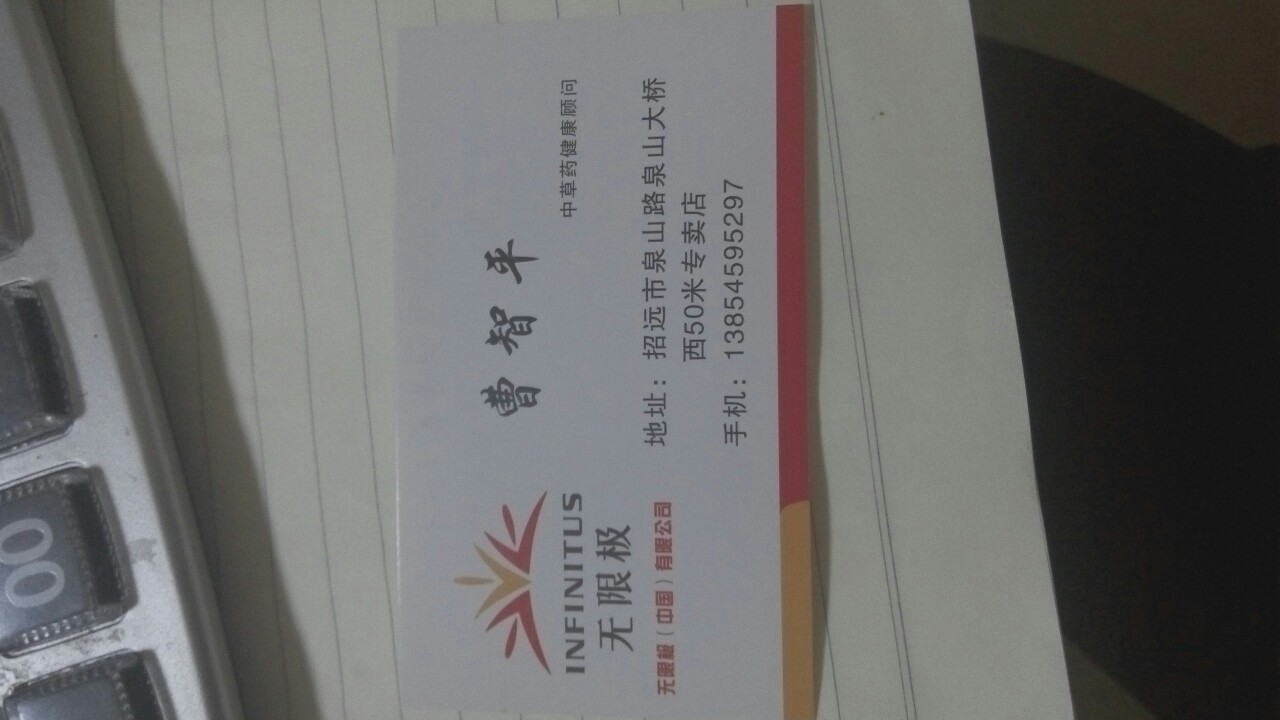 INFINITUS
无限极
无限极（中国）有限公司
曹智平
中草药健康顾问
地址：招远市泉山路泉山大桥
西50米专卖店
手机：13854595297
00